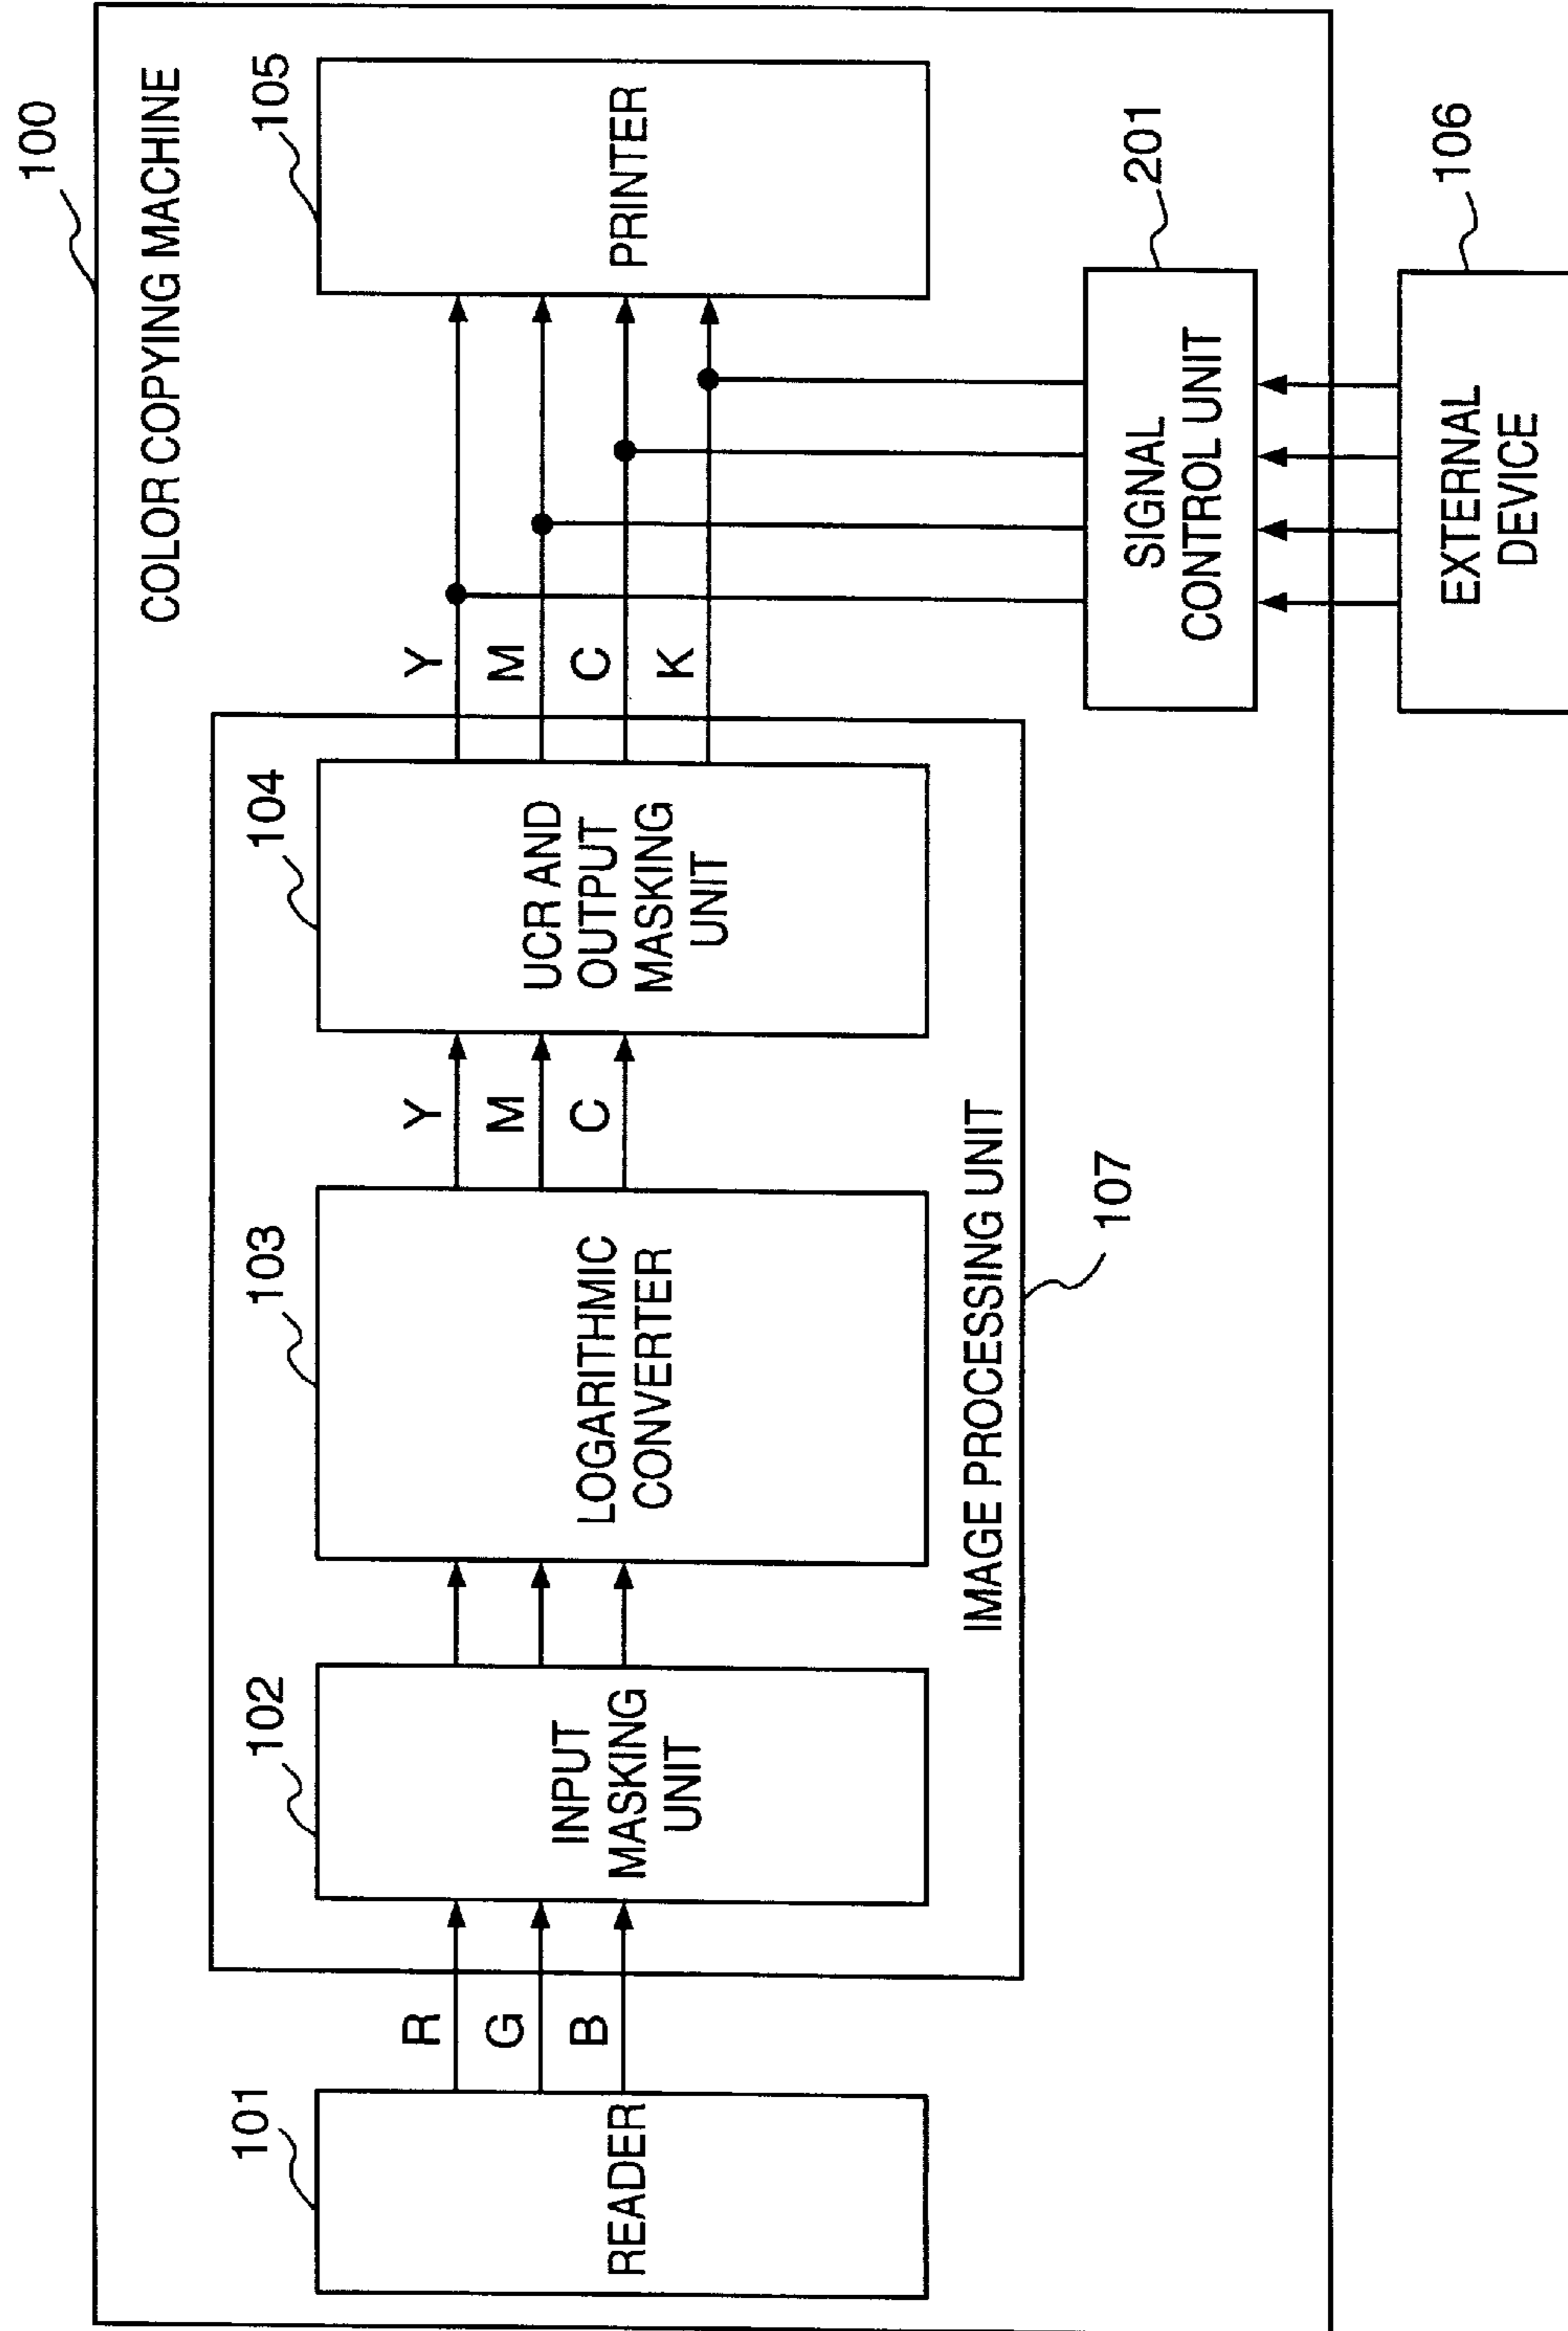 100
COLOR COPYING MACHINE
101
102
103
104
105
READER
R
G
B
INPUT
MASKING
UNIT
LOGARITHMIC
CONVERTER
Y
M
C
UCR AND
OUTPUT
MASKING
UNIT
Y
M
C
K
PRINTER
IMAGE PROCESSING UNIT
107
SIGNAL
CONTROL UNIT
201
EXTERNAL
DEVICE
106